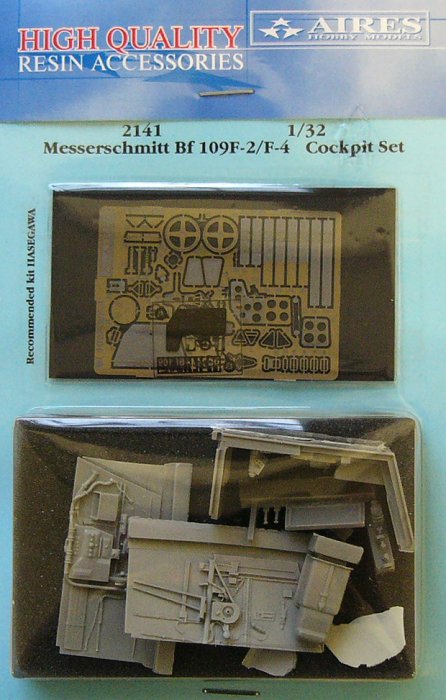 HIGH QUALITY
RESIN ACCESSORIES
AIRES
HOBBY MODELS
2141 1/32
Messerschmitt Bf 109F-2/F-4 Cockpit Set
Recommended kit HASEGAWA